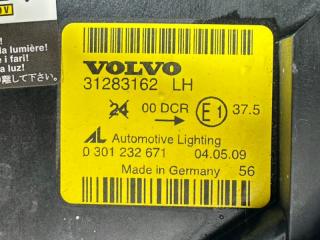 la lumière!
i fari!
a luz!
離して下さい。
VOLVO
31283162 LH
24 00 DCR E1 37.5
AL Automotive Lighting
0 301 232 671 04.05.09
Made in Germany 56